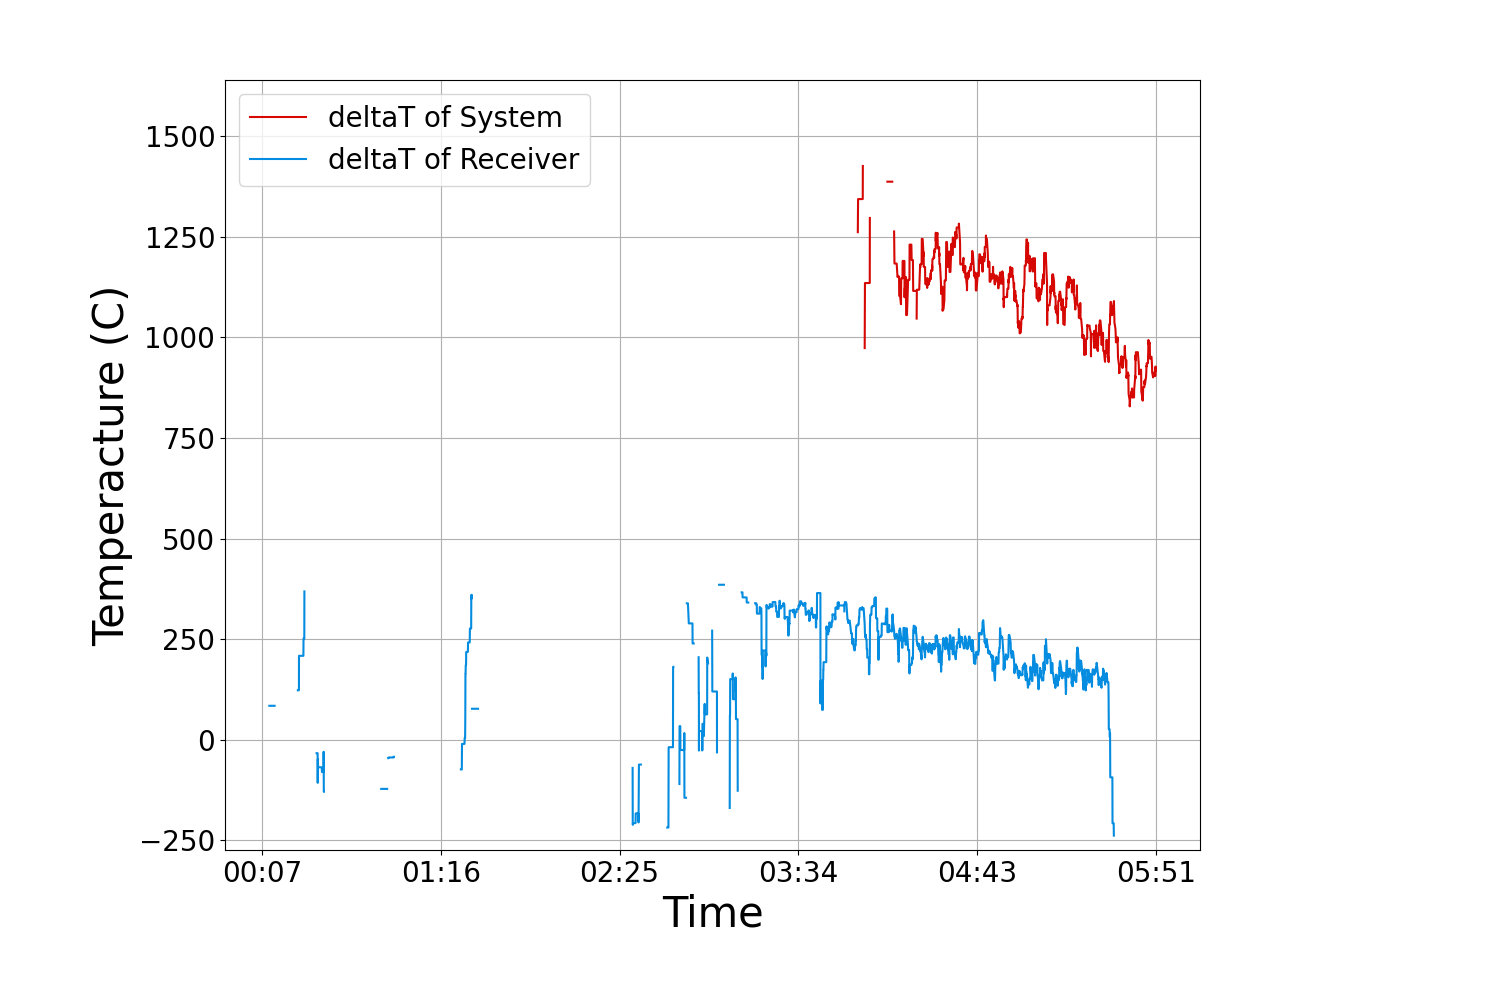 deltaT of System
deltaT of Receiver
Temperacture (C)
1500
1250
1000
750
500
250
0
−250
00:07 01:16 02:25 03:34 04:43 05:51
Time